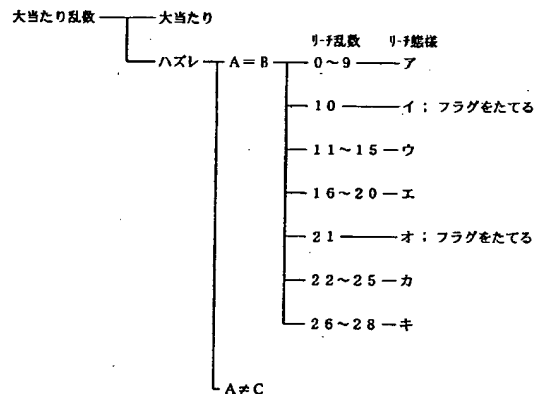 大当たり乱数 大当たり
ﾘｰﾁ乱数 ﾘｰﾁ態様
ハズレ A=B 0～9 ア
10 イ；フラグをたてる
11～15 ウ
16～20 エ
21 オ；フラグをたてる
22～25 カ
26～28 キ
A≠C